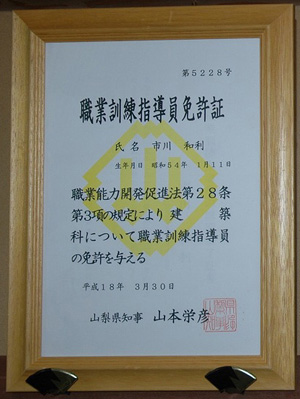 第5228号
職業訓練指導員免許証
氏名 市川 和利
生年月日 昭和54年 1月11日
職業能力開発促進法第28条
第3項の規定により 建 築
科について職業訓練指導員
の免許を与える
平成18年 3月30日
山梨県知事 山本栄彦